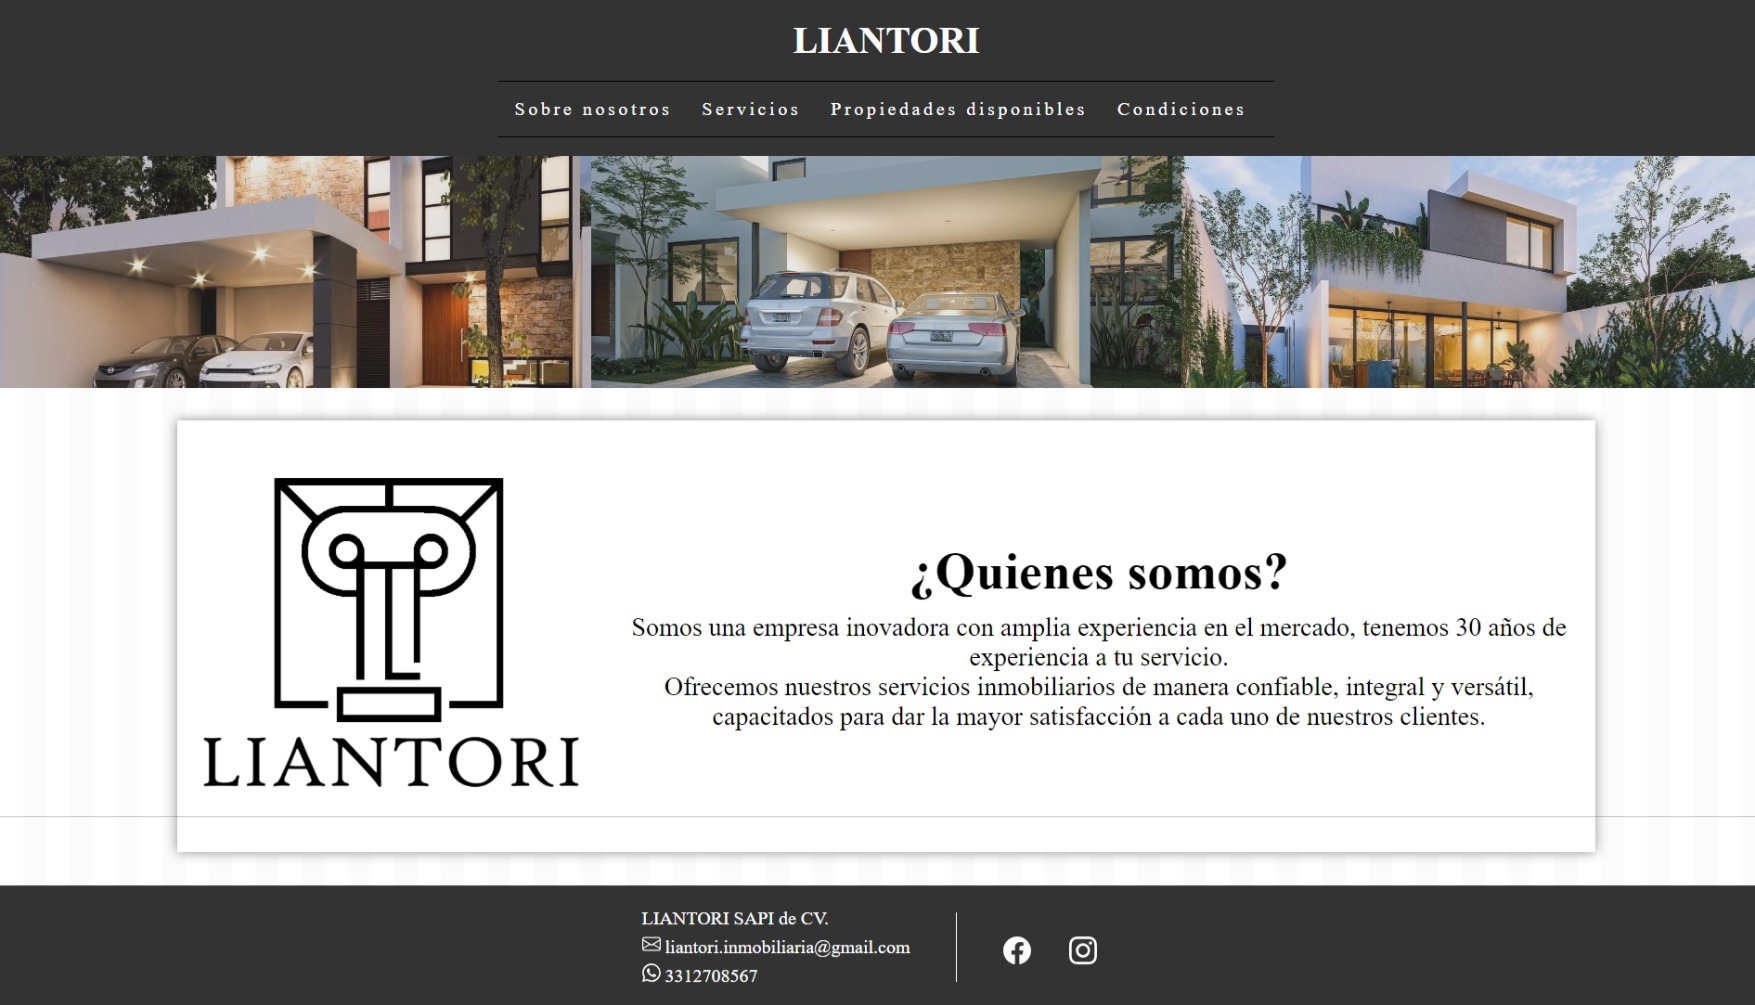 LIANTORI
Sobre nosotros Servicios Propiedades disponibles Condiciones
LIANTORI
¿Quienes somos?
Somos una empresa inovadora con amplia experiencia en el mercado, tenemos 30 años de
experiencia a tu servicio.
Ofrecemos nuestros servicios inmobiliarios de manera confiable, integral y versátil,
capacitados para dar la mayor satisfacción a cada uno de nuestros clientes.
LIANTORI SAPI de CV.
liantori.inmobiliaria@gmail.com
3312708567